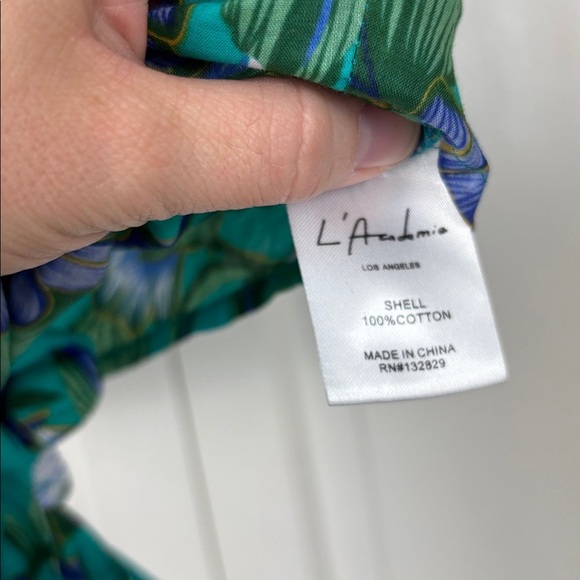 L'Academie
LOS ANGELES
SHELL
100%COTTON
MADE IN CHINA
RN#132829